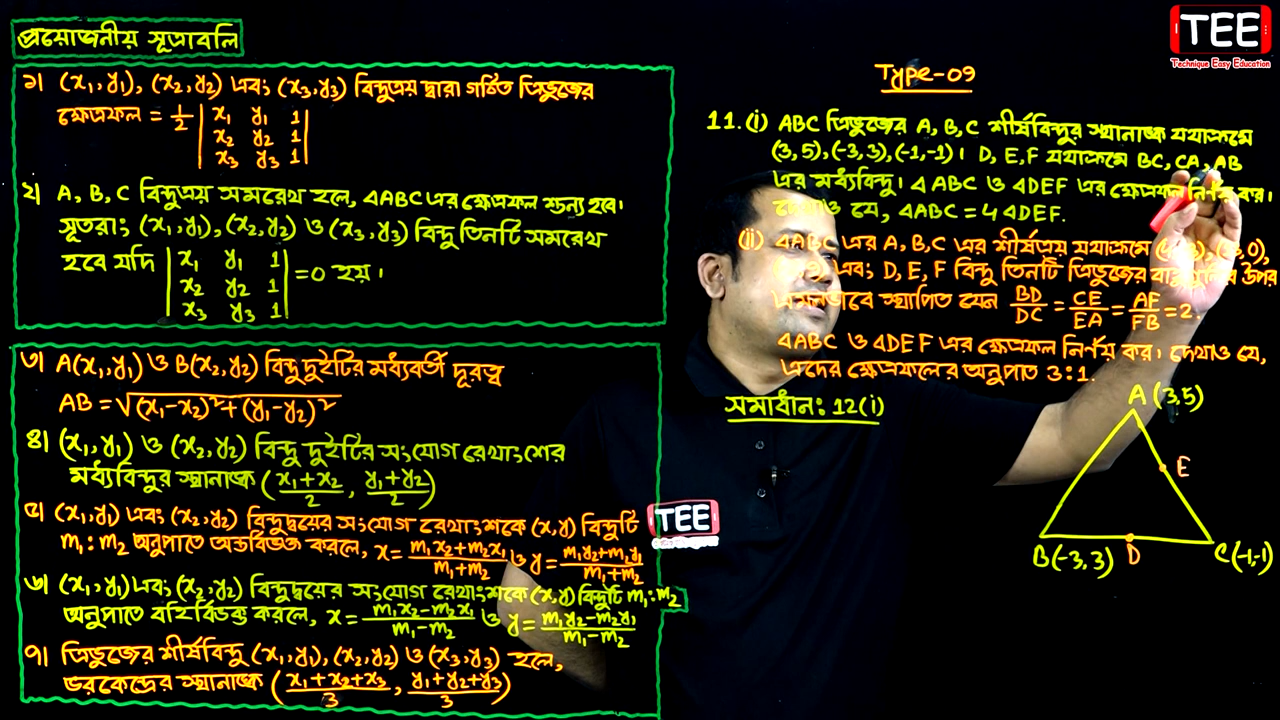 প্রয়োজনীয় সূত্রাবলি
১। (x₁,y₁), (x₂,y₂) এবং (x₃,y₃) বিন্দুত্রয় দ্বারা গঠিত ত্রিভুজের
ক্ষেত্রফল = 1/2 | x₁ y₁ 1 |
| x₂ y₂ 1 |
| x₃ y₃ 1 |
২। A, B, C বিন্দুত্রয় সমরেখ হলে, ΔABC এর ক্ষেত্রফল শূন্য হবে।
সুতরাং (x₁,y₁), (x₂,y₂) ও (x₃,y₃) বিন্দু তিনটি সমরেখ
হবে যদি | x₁ y₁ 1 | = 0 হয়।
| x₂ y₂ 1 |
| x₃ y₃ 1 |
৩। A(x₁,y₁) ও B(x₂,y₂) বিন্দু দুইটির মধ্যবর্তী দূরত্ব
AB = √(x₁-x₂)²+(y₁-y₂)²
৪। (x₁,y₁) ও (x₂,y₂) বিন্দু দুইটির সংযোগ রেখাংশের
মধ্যবিন্দুর স্থানাঙ্ক ((x₁+x₂)/2, (y₁+y₂)/2)
৫। (x₁,y₁) এবং (x₂,y₂) বিন্দুদ্বয়ের সংযোগ রেখাংশকে (x,y) বিন্দুটি
m₁:m₂ অনুপাতে অন্তর্বিভক্ত করলে, x = (m₁x₂+m₂x₁)/(m₁+m₂) ও y = (m₁y₂+m₂y₁)/(m₁+m₂)
৬। (x₁,y₁) এবং (x₂,y₂) বিন্দুদ্বয়ের সংযোগ রেখাংশকে (x,y) বিন্দুটি m₁:m₂
অনুপাতে বহির্বিভক্ত করলে, x = (m₁x₂-m₂x₁)/(m₁-m₂) ও y = (m₁y₂-m₂y₁)/(m₁-m₂)
৭। ত্রিভুজের শীর্ষবিন্দু (x₁,y₁), (x₂,y₂) ও (x₃,y₃) হলে,
ভরকেন্দ্রের স্থানাঙ্ক ((x₁+x₂+x₃)/3, (y₁+y₂+y₃)/3)
TEE
Technique Easy Education
Type-09
11. (i) ABC ত্রিভুজের A, B, C শীর্ষবিন্দুর স্থানাঙ্ক যথাক্রমে
(3, 5), (-3, 3), (-1, -1)। D, E, F যথাক্রমে BC, CA, AB
এর মধ্যবিন্দু। ΔABC ও ΔDEF এর ক্ষেত্রফল নির্ণয় কর।
যে, ΔABC = 4 ΔDEF.
(ii) ΔABC এর A, B, C এর শীর্ষত্রয় যথাক্রমে
এবং D, E, F বিন্দু তিনটি ত্রিভুজের উপর
এমনভাবে স্থাপিত যেন BD/DC = CE/EA = AF/FB = 2.
ΔABC ও ΔDEF এর ক্ষেত্রফল নির্ণয় কর। দেখাও যে,
এদের ক্ষেত্রফলের অনুপাত 3:1.
সমাধান: 12(i)
A (3,5)
E
B(-3,3) D C(-1,-1)
TEE